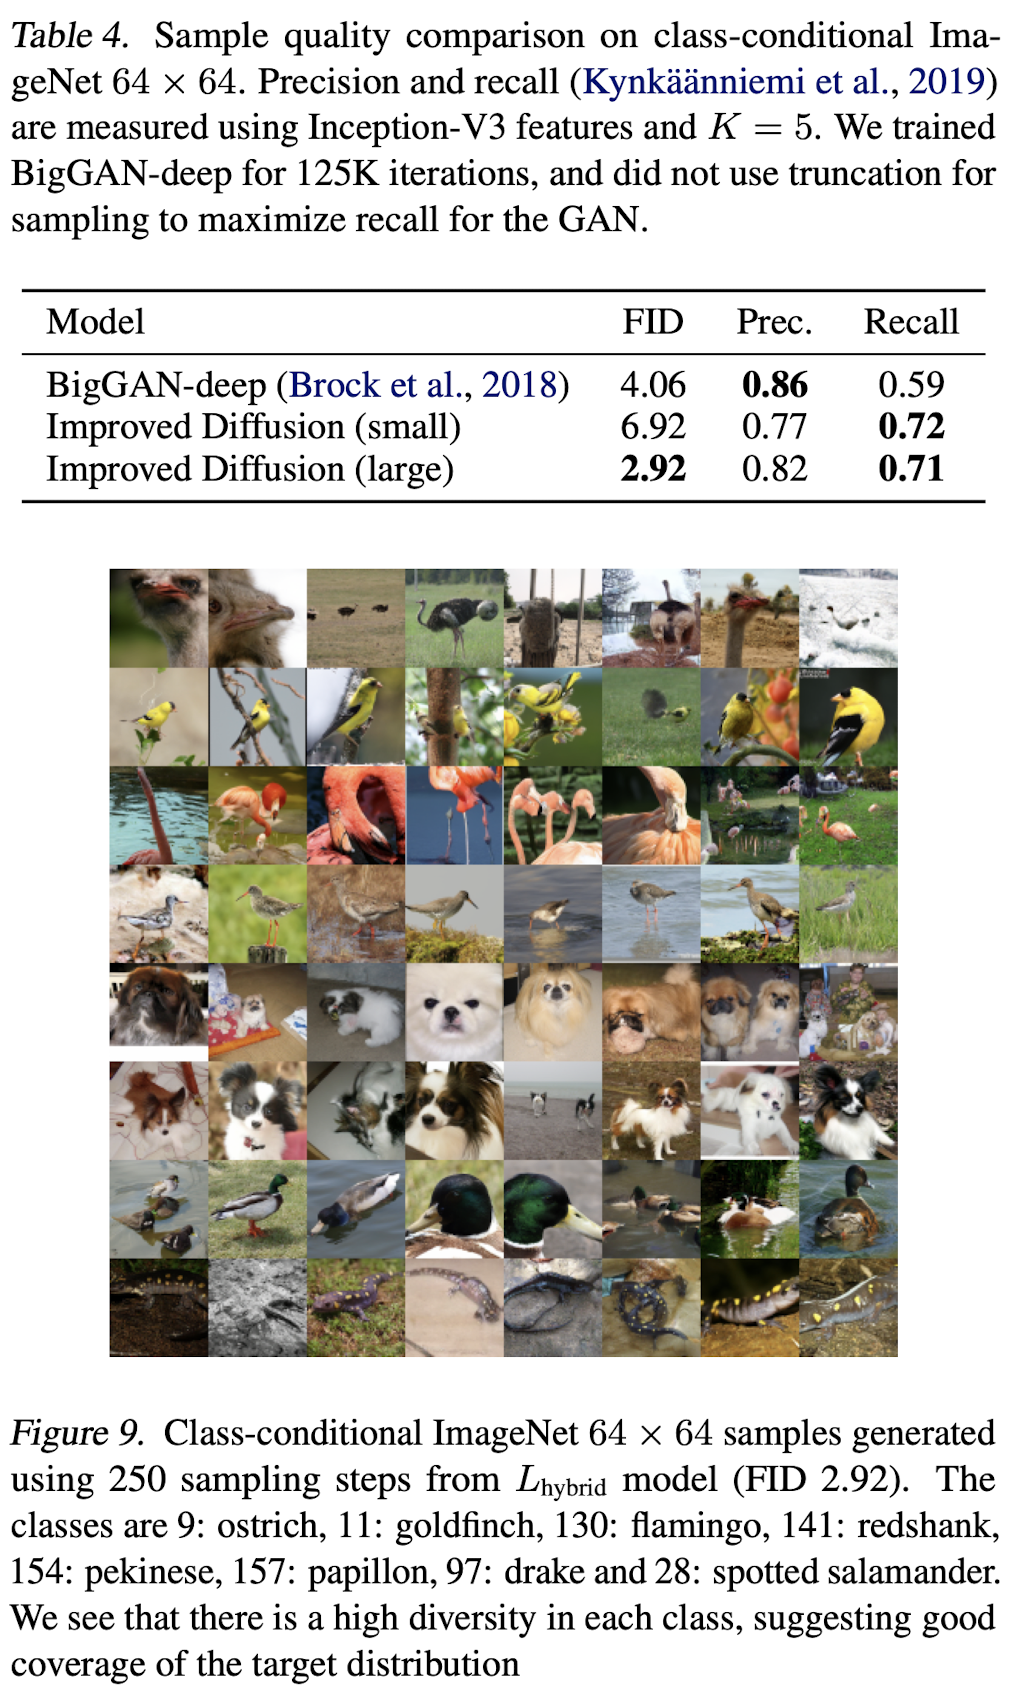 Table 4. Sample quality comparison on class-conditional Ima-
geNet 64 × 64. Precision and recall (Kynkäänniemi et al., 2019)
are measured using Inception-V3 features and K = 5. We trained
BigGAN-deep for 125K iterations, and did not use truncation for
sampling to maximize recall for the GAN.
Model FID Prec. Recall
BigGAN-deep (Brock et al., 2018) 4.06 0.86 0.59
Improved Diffusion (small) 6.92 0.77 0.72
Improved Diffusion (large) 2.92 0.82 0.71
Figure 9. Class-conditional ImageNet 64 × 64 samples generated
using 250 sampling steps from Lhybrid model (FID 2.92). The
classes are 9: ostrich, 11: goldfinch, 130: flamingo, 141: redshank,
154: pekinese, 157: papillon, 97: drake and 28: spotted salamander.
We see that there is a high diversity in each class, suggesting good
coverage of the target distribution